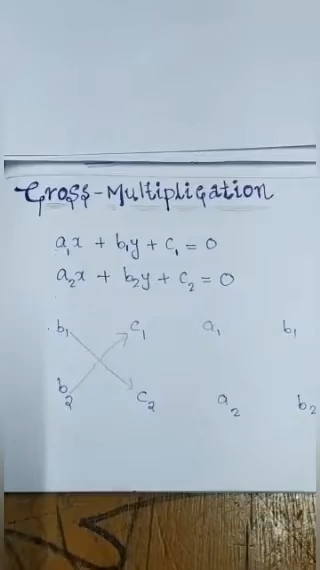 Cross-Multiplication
a₁x + b₁y + c₁ = 0
a₂x + b₂y + c₂ = 0
b₁ c₁ a₁ b₁
b₂ c₂ a₂ b₂